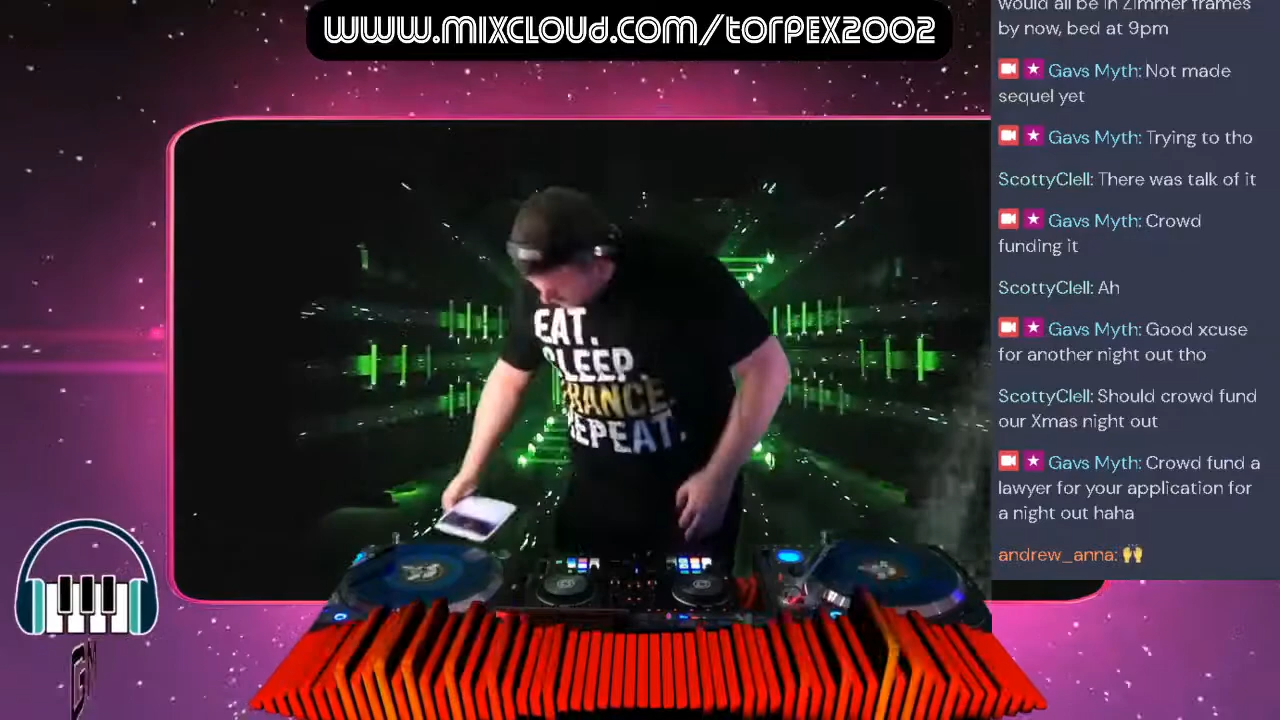 www.mixcloud.com/torpex2002
would all be in Zimmer frames
by now, bed at 9pm
Gavs Myth: Not made
sequel yet
Gavs Myth: Trying to tho
ScottyClell: There was talk of it
Gavs Myth: Crowd
funding it
ScottyClell: Ah
Gavs Myth: Good xcuse
for another night out tho
ScottyClell: Should crowd fund
our Xmas night out
Gavs Myth: Crowd fund a
lawyer for your application for
a night out haha
andrew_anna: 🙌
EAT.
SLEEP.
TRANCE.
REPEAT.